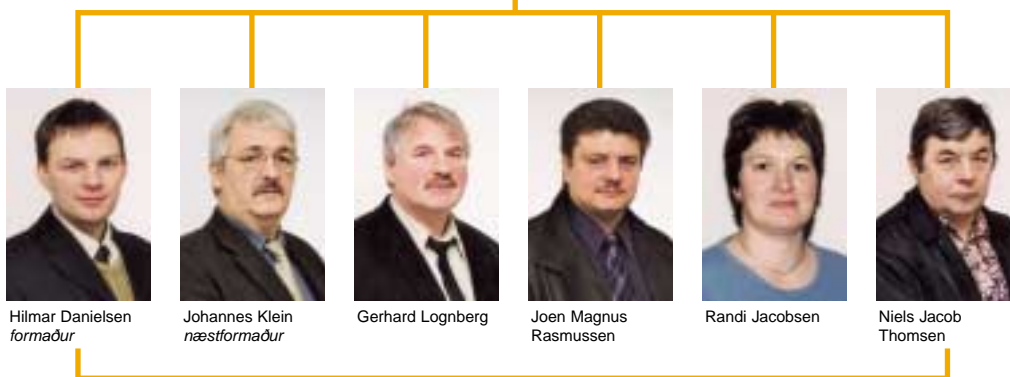 Hilmar Danielsen
formaður
Johannes Klein
næstformaður
Gerhard Lognberg
Joen Magnus
Rasmussen
Randi Jacobsen
Niels Jacob
Thomsen